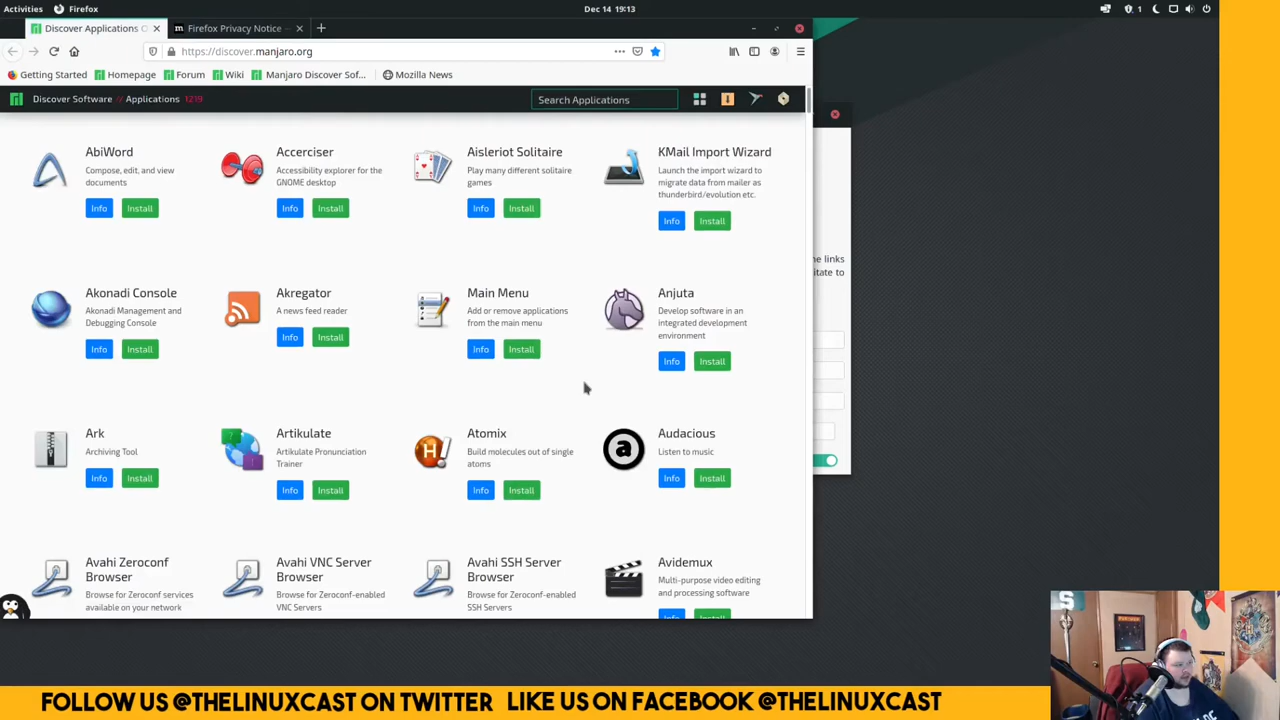 Activities Firefox Dec 14 19:13 1
Discover Applications C Firefox Privacy Notice
https://discover.manjaro.org
Getting Started Homepage Forum Wiki Manjaro Discover Sof... Mozilla News
Discover Software // Applications 1219 Search Applications
AbiWord
Compose, edit, and view
documents
Info Install
Accerciser
Accessibility explorer for the
GNOME desktop
Info Install
Aisleriot Solitaire
Play many different solitaire
games
Info Install
KMail Import Wizard
Launch the import wizard to
migrate data from mailer as
thunderbird/evolution etc.
Info Install
Akonadi Console
Akonadi Management and
Debugging Console
Info Install
Akregator
A news feed reader
Info Install
Main Menu
Add or remove applications
from the main menu
Info Install
Anjuta
Develop software in an
integrated development
environment
Info Install
Ark
Archiving Tool
Info Install
Artikulate
Artikulate Pronunciation
Trainer
Info Install
Atomix
Build molecules out of single
atoms
Info Install
Audacious
Listen to music
Info Install
Avahi Zeroconf
Browser
Browse for Zeroconf services
available on your network
Avahi VNC Server
Browser
Browse for Zeroconf-enabled
VNC Servers
Avahi SSH Server
Browser
Browse for Zeroconf-enabled
SSH Servers
Avidemux
Multi-purpose video editing
and processing software
Info Install
ne links
itate to
FOLLOW US @THELINUXCAST ON TWITTER LIKE US ON FACEBOOK @THELINUXCAST